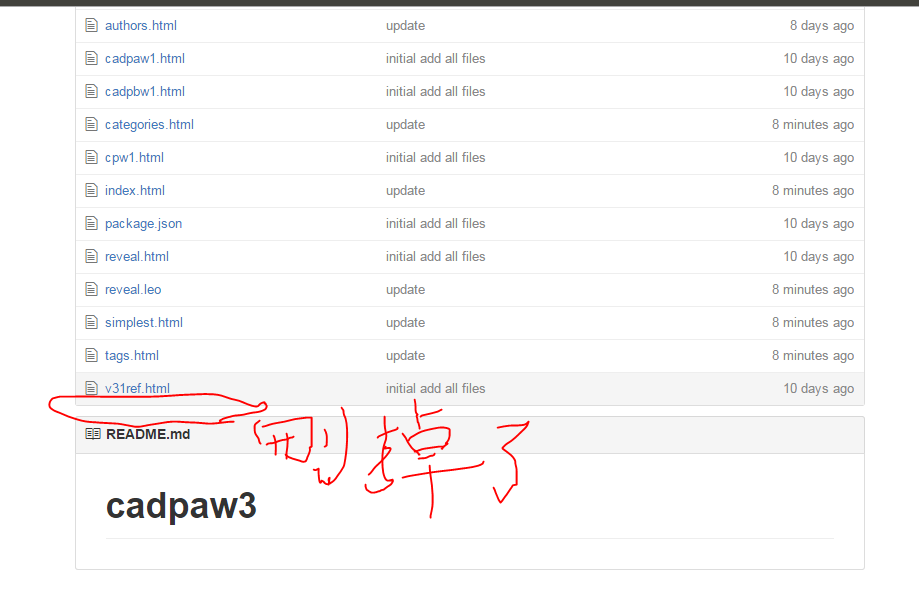 authors.html update 8 days ago
cadpaw1.html initial add all files 10 days ago
cadpbw1.html initial add all files 10 days ago
categories.html update 8 minutes ago
cpw1.html initial add all files 10 days ago
index.html update 8 minutes ago
package.json initial add all files 10 days ago
reveal.html initial add all files 10 days ago
reveal.leo update 8 minutes ago
simplest.html update 8 minutes ago
tags.html update 8 minutes ago
v31ref.html initial add all files 10 days ago
README.md
刪掉了
cadpaw3